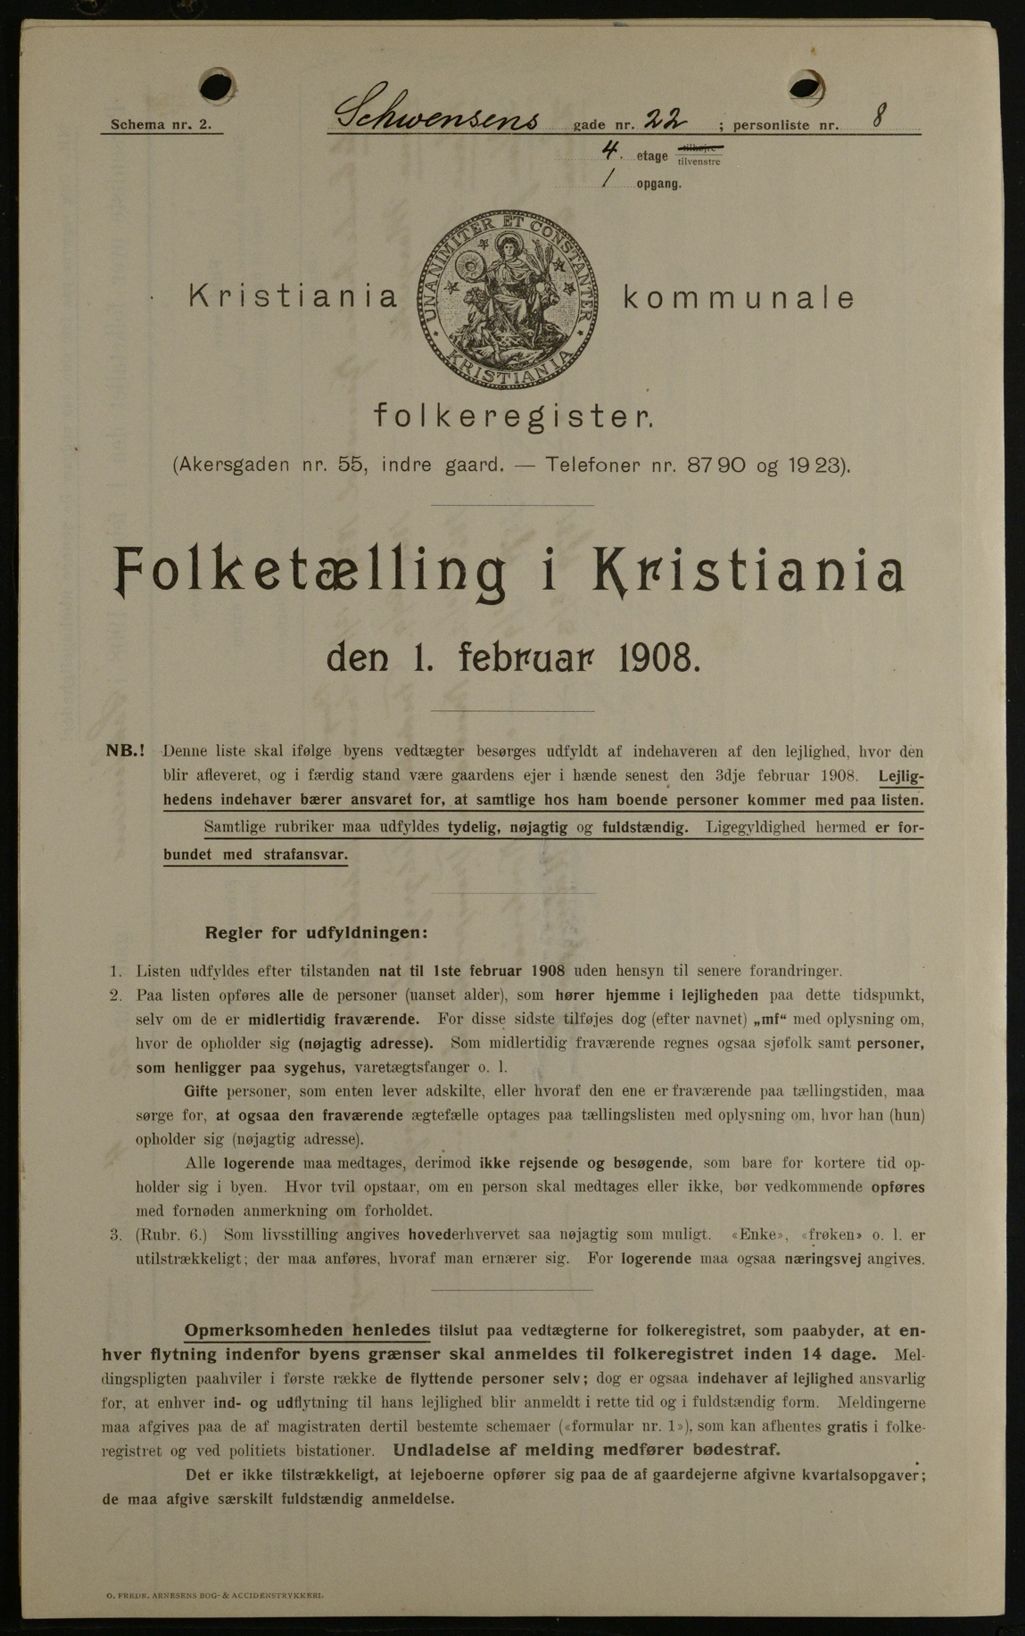 Schema nr. 2.
Schwensens gade nr. 22 ; personliste nr. 8
4. etage tilhøjre
tilvenstre
1 opgang.
UNANIMITER ET CONSTANTER
KRISTIANIA
Kristiania kommunale
folkeregister.
(Akersgaden nr. 55, indre gaard. — Telefoner nr. 8790 og 1923).
Folketælling i Kristiania
den 1. februar 1908.
NB.! Denne liste skal ifølge byens vedtægter besørges udfyldt af indehaveren af den lejlighed, hvor den
blir afleveret, og i færdig stand være gaardens ejer i hænde senest den 3dje februar 1908. Lejlig-
hedens indehaver bærer ansvaret for, at samtlige hos ham boende personer kommer med paa listen.
Samtlige rubriker maa udfyldes tydelig, nøjagtig og fuldstændig. Ligegyldighed hermed er for-
bundet med strafansvar.
Regler for udfyldningen:
1. Listen udfyldes efter tilstanden nat til 1ste februar 1908 uden hensyn til senere forandringer.
2. Paa listen opføres alle de personer (uanset alder), som hører hjemme i lejligheden paa dette tidspunkt,
selv om de er midlertidig fraværende. For disse sidste tilføjes dog (efter navnet) „mf“ med oplysning om,
hvor de opholder sig (nøjagtig adresse). Som midlertidig fraværende regnes ogsaa sjøfolk samt personer,
som henligger paa sygehus, varetægtsfanger o. l.
Gifte personer, som enten lever adskilte, eller hvoraf den ene er fraværende paa tællingstiden, maa
sørge for, at ogsaa den fraværende ægtefælle optages paa tællingslisten med oplysning om, hvor han (hun)
opholder sig (nøjagtig adresse).
Alle logerende maa medtages, derimod ikke rejsende og besøgende, som bare for kortere tid op-
holder sig i byen. Hvor tvil opstaar, om en person skal medtages eller ikke, bør vedkommende opføres
med fornøden anmerkning om forholdet.
3. (Rubr. 6.) Som livsstilling angives hovederhvervet saa nøjagtig som muligt. «Enke», «frøken» o. l. er
utilstrækkeligt; der maa anføres, hvoraf man ernærer sig. For logerende maa ogsaa næringsvej angives.
Opmerksomheden henledes tilslut paa vedtægterne for folkeregistret, som paabyder, at en-
hver flytning indenfor byens grænser skal anmeldes til folkeregistret inden 14 dage. Mel-
dingspligten paahviler i første række de flyttende personer selv; dog er ogsaa indehaver af lejlighed ansvarlig
for, at enhver ind- og udflytning til hans lejlighed blir anmeldt i rette tid og i fuldstændig form. Meldingerne
maa afgives paa de af magistraten dertil bestemte schemaer («formular nr. 1»), som kan afhentes gratis i folke-
registret og ved politiets bistationer. Undladelse af melding medfører bødestraf.
Det er ikke tilstrækkeligt, at lejeboerne opfører sig paa de af gaardejerne afgivne kvartalsopgaver;
de maa afgive særskilt fuldstændig anmeldelse.
O. FREDR. ARNESENS BOG- & ACCIDENSTRYKKERI.